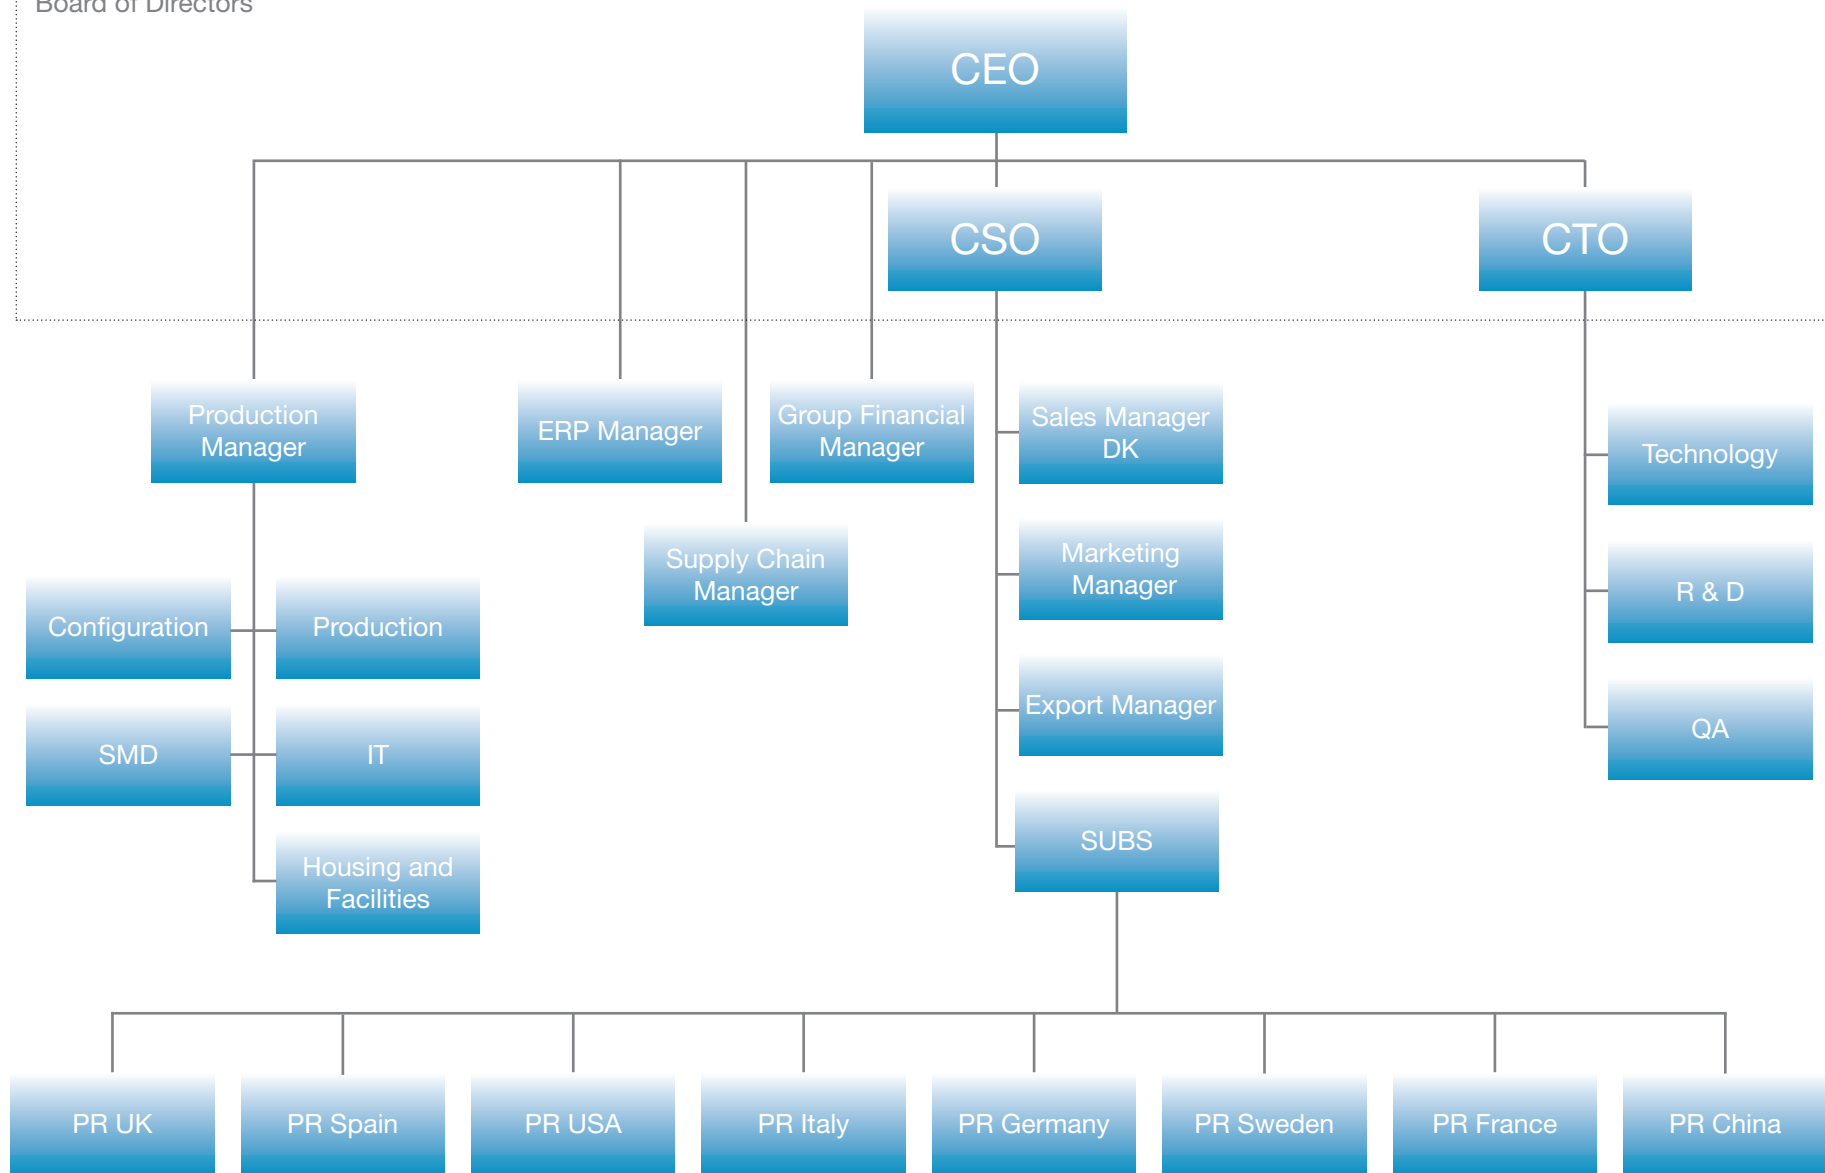 Board of Directors
CEO
CSO
CTO
Production
Manager
ERP Manager
Group Financial
Manager
Sales Manager
DK
Technology
Supply Chain
Manager
Marketing
Manager
R & D
Configuration
Production
Export Manager
QA
SMD
IT
SUBS
Housing and
Facilities
PR UK
PR Spain
PR USA
PR Italy
PR Germany
PR Sweden
PR France
PR China